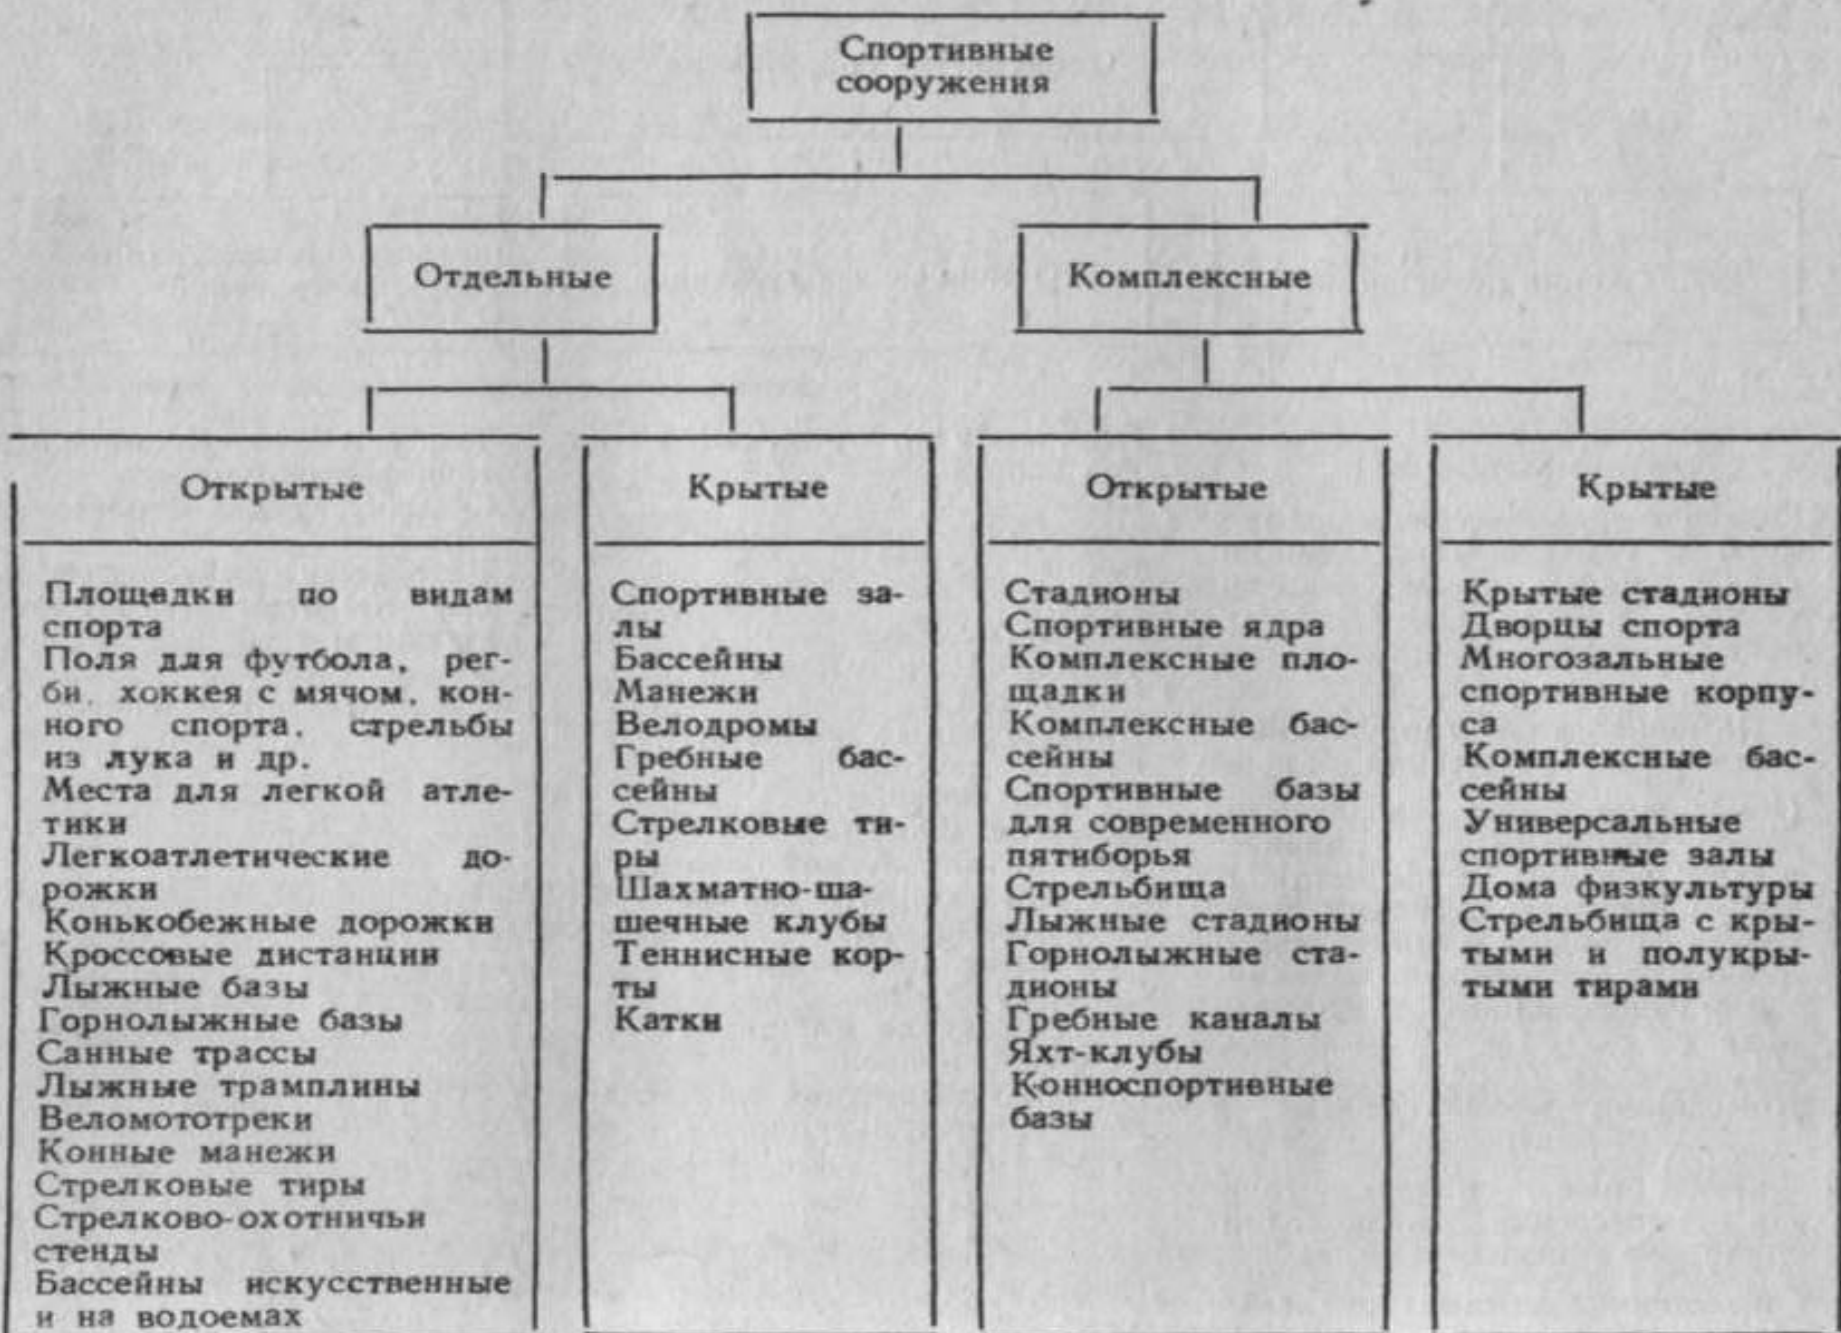 Спортивные
сооружения
Отдельные
Комплексные
Открытые
Площадки по видам
спорта
Поля для футбола, рег-
би, хоккея с мячом, кон-
ного спорта, стрельбы
из лука и др.
Места для легкой атле-
тики
Легкоатлетические до-
рожки
Конькобежные дорожки
Кроссовые дистанции
Лыжные базы
Горнолыжные базы
Санные трассы
Лыжные трамплины
Веломототреки
Конные манежи
Стрелковые тиры
Стрелково-охотничьи
стенды
Бассейны искусственные
и на водоемах
Крытые
Спортивные за-
лы
Бассейны
Манежи
Велодромы
Гребные бас-
сейны
Стрелковые ти-
ры
Шахматно-ша-
шечные клубы
Теннисные кор-
ты
Катки
Открытые
Стадионы
Спортивные ядра
Комплексные пло-
щадки
Комплексные бас-
сейны
Спортивные базы
для современного
пятиборья
Стрельбища
Лыжные стадионы
Горнолыжные ста-
дионы
Гребные каналы
Яхт-клубы
Конноспортивные
базы
Крытые
Крытые стадионы
Дворцы спорта
Многозальные
спортивные корпу-
са
Комплексные бас-
сейны
Универсальные
спортивные залы
Дома физкультуры
Стрельбища с кры-
тыми и полукры-
тыми тирами